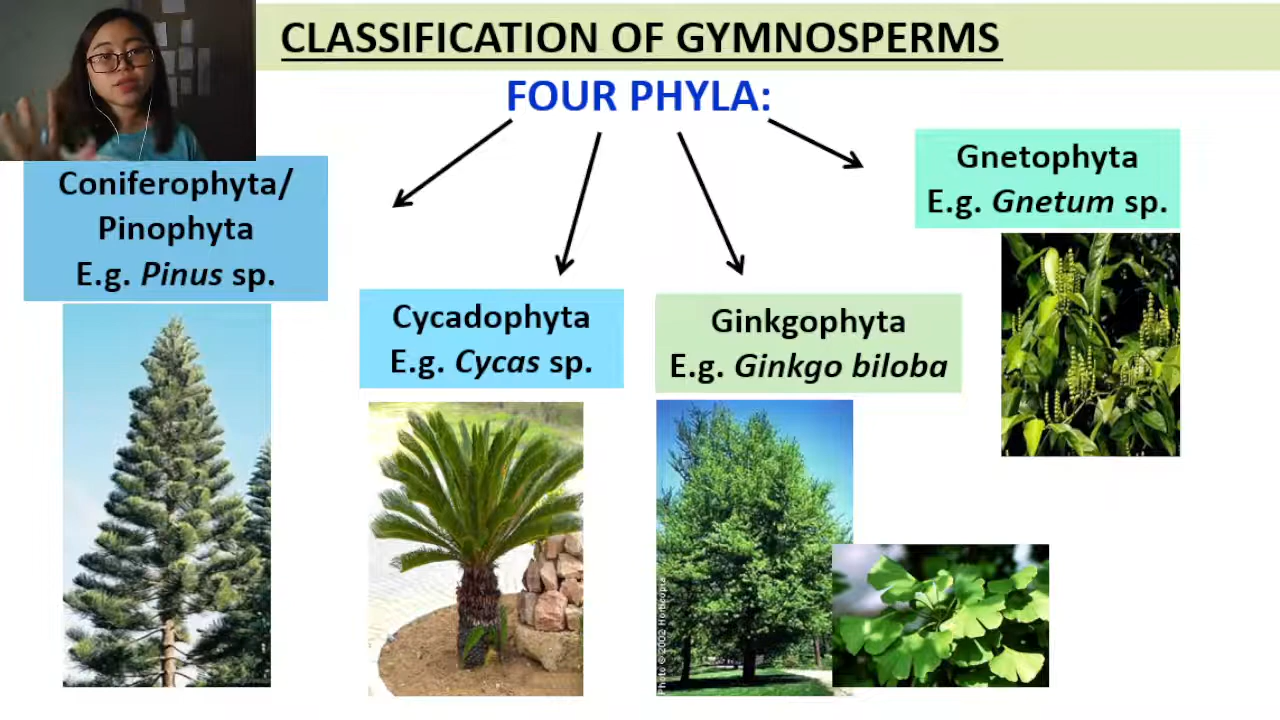 CLASSIFICATION OF GYMNOSPERMS
FOUR PHYLA:
Coniferophyta/
Pinophyta
E.g. Pinus sp.
Cycadophyta
E.g. Cycas sp.
Ginkgophyta
E.g. Ginkgo biloba
Gnetophyta
E.g. Gnetum sp.
Photo © 2002 Horticopia